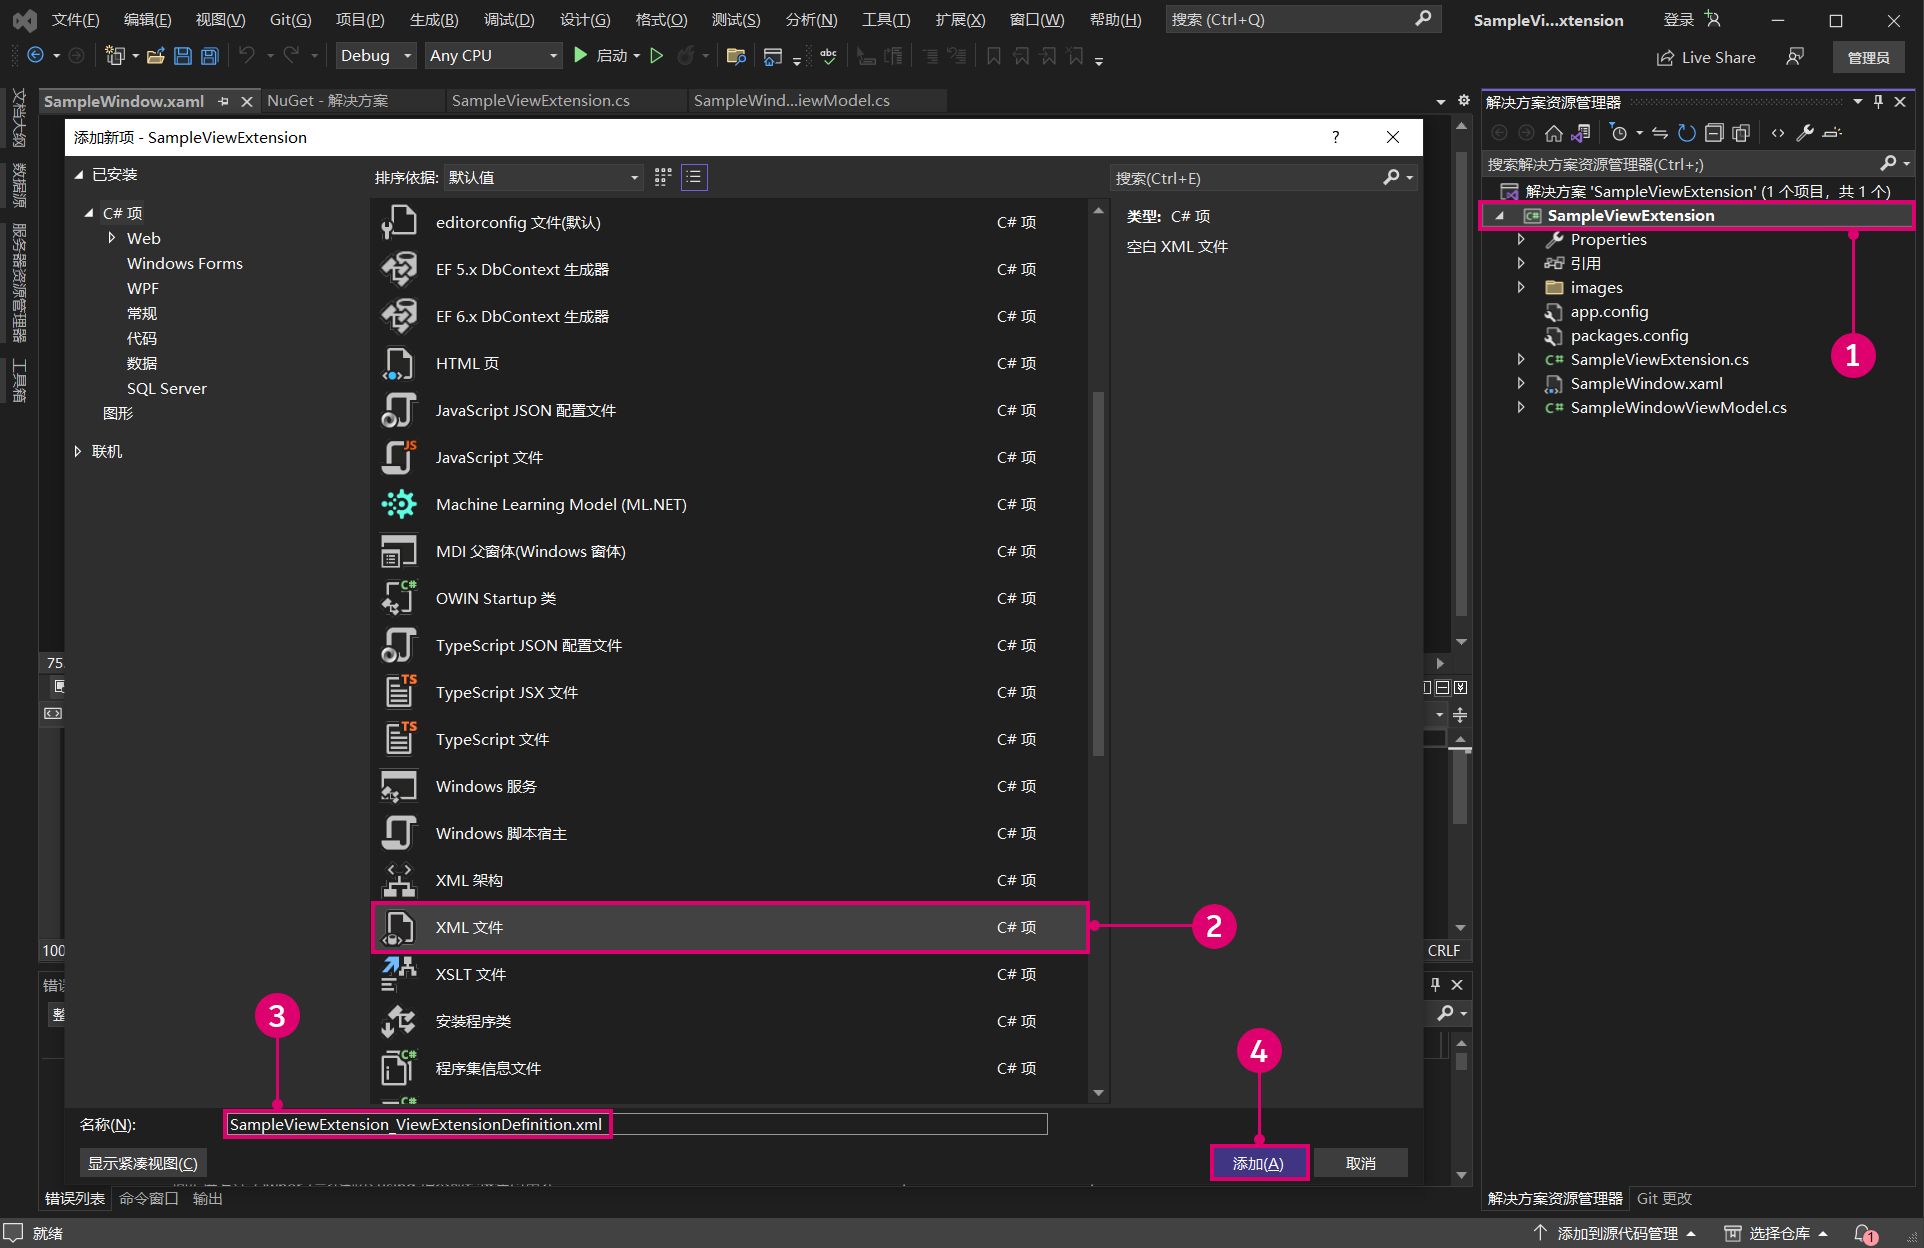 文件(F) 编辑(E) 视图(V) Git(G) 项目(P) 生成(B) 调试(D) 设计(G) 格式(O) 测试(S) 分析(N) 工具(T) 扩展(X) 窗口(W) 帮助(H) 搜索 (Ctrl+Q) SampleVi...xtension 登录
Debug Any CPU 启动 abc Live Share 管理员
SampleWindow.xaml NuGet - 解决方案 SampleViewExtension.cs SampleWind...iewModel.cs
文档大纲
数据源
服务器资源管理器
工具箱
添加新项 - SampleViewExtension ?
已安装
C# 项
Web
Windows Forms
WPF
常规
代码
数据
SQL Server
图形
联机
排序依据: 默认值
搜索(Ctrl+E)
editorconfig 文件(默认) C# 项
EF 5.x DbContext 生成器 C# 项
EF 6.x DbContext 生成器 C# 项
HTML 页 C# 项
JavaScript JSON 配置文件 C# 项
JavaScript 文件 C# 项
Machine Learning Model (ML.NET) C# 项
MDI 父窗体(Windows 窗体) C# 项
OWIN Startup 类 C# 项
TypeScript JSON 配置文件 C# 项
TypeScript JSX 文件 C# 项
TypeScript 文件 C# 项
Windows 服务 C# 项
Windows 脚本宿主 C# 项
XML 架构 C# 项
XML 文件 C# 项
XSLT 文件 C# 项
安装程序类 C# 项
程序集信息文件 C# 项
类型: C# 项
空白 XML 文件
2
3
4
名称(N): SampleViewExtension_ViewExtensionDefinition.xml
显示紧凑视图(C) 添加(A) 取消
75
100
CRLF
错误列表 命令窗口 输出
解决方案资源管理器
搜索解决方案资源管理器(Ctrl+;)
解决方案 'SampleViewExtension' (1 个项目，共 1 个)
C# SampleViewExtension
Properties
引用
images
app.config
packages.config
C# SampleViewExtension.cs
SampleWindow.xaml
C# SampleWindowViewModel.cs
1
解决方案资源管理器 Git 更改
就绪 添加到源代码管理 选择仓库 1